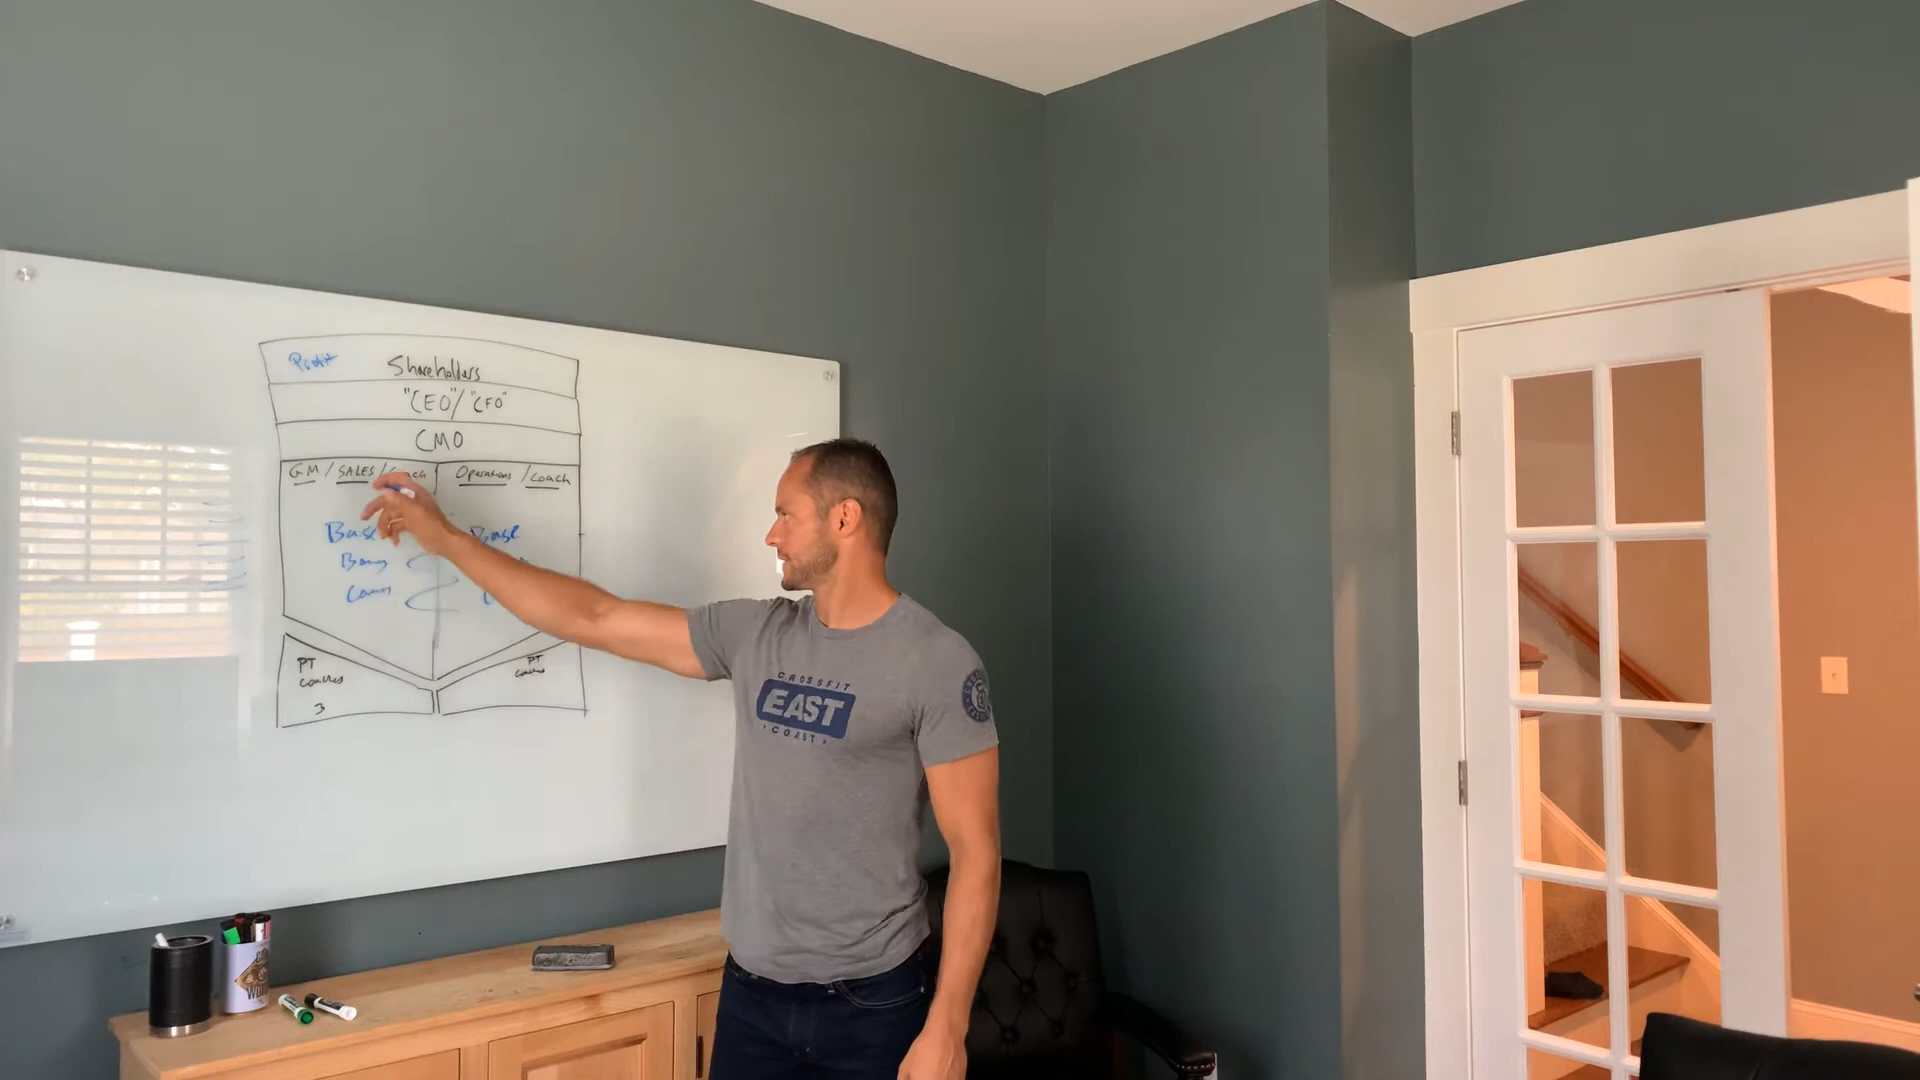 Profit
Shareholders
"CEO"/"CFO"
CMO
GM / SALES / Coach
Operations / Coach
Base
Base
PT
Coaches
3
PT
Coaches
CROSSFIT
EAST
COAST